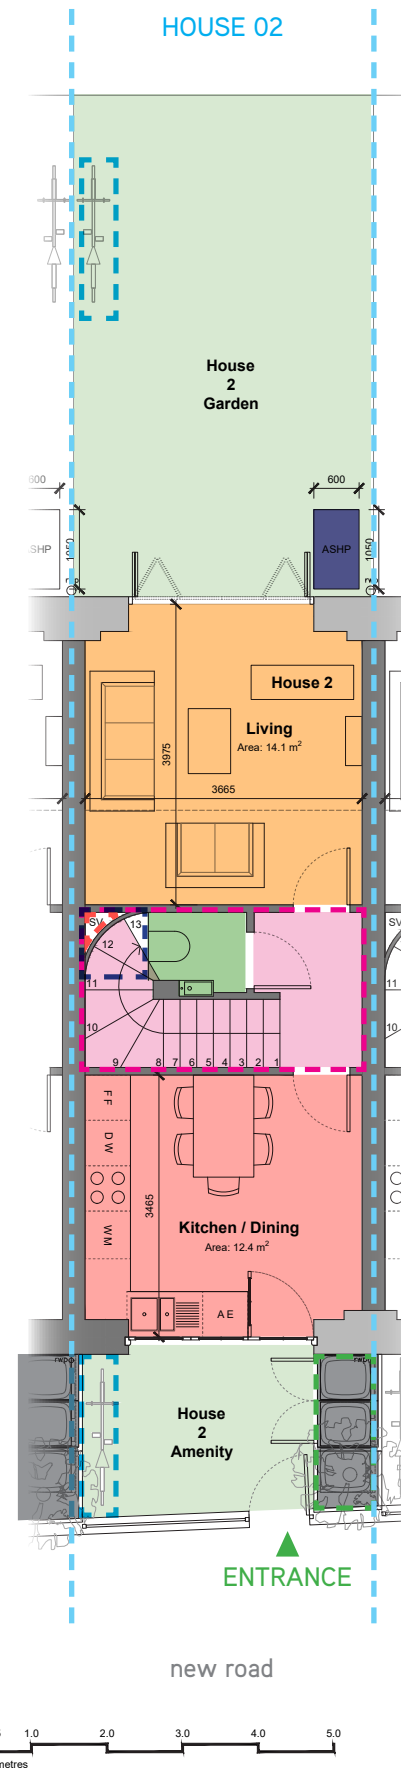 HOUSE 02
House
2
Garden
600
600
ASHP
1050
ASHP
1050
House 2
Living
Area: 14.1 m²
3975
3665
SV
13
SV
12
11
11
10
10
9 8 7 6 5 4 3 2 1
FF
DW
WM
3465
Kitchen / Dining
Area: 12.4 m²
AE
rwp
rwp
House
2
Amenity
ENTRANCE
new road
1.0 2.0 3.0 4.0 5.0
metres